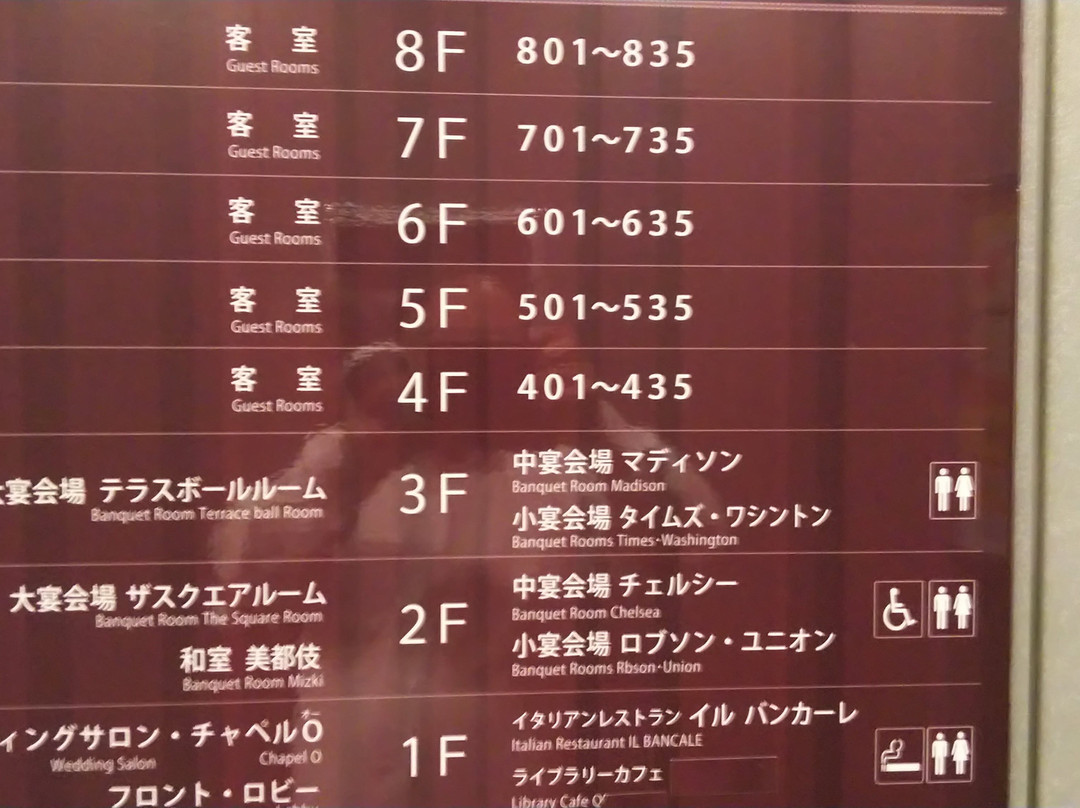 客室 8F 801〜835
Guest Rooms
客室 7F 701〜735
Guest Rooms
客室 6F 601〜635
Guest Rooms
客室 5F 501〜535
Guest Rooms
客室 4F 401〜435
Guest Rooms
宴会場 テラスボールルーム
Banquet Room Terrace ball Room
3F
中宴会場 マディソン
Banquet Room Madison
小宴会場 タイムズ・ワシントン
Banquet Rooms Times・Washington
大宴会場 ザスクエアルーム
Banquet Room The Square Room
和室 美都伎
Banquet Room Mizki
2F
中宴会場 チェルシー
Banquet Room Chelsea
小宴会場 ロブソン・ユニオン
Banquet Rooms Rbson・Union
ィングサロン・チャペルO
オー
Wedding Salon Chapel O
フロント・ロビー
1F
イタリアンレストラン イル バンカーレ
Italian Restaurant IL BANCALE
ライブラリーカフェ
Library Cafe O'